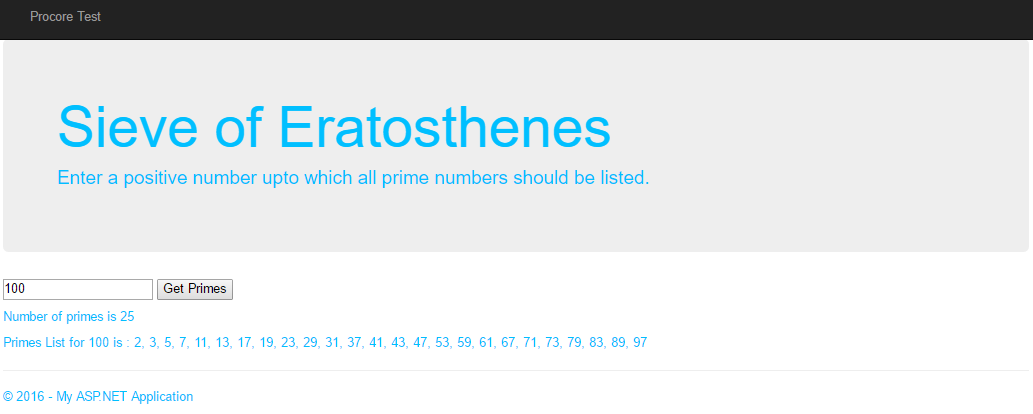 Procore Test
Sieve of Eratosthenes
Enter a positive number upto which all prime numbers should be listed.
100 Get Primes
Number of primes is 25
Primes List for 100 is : 2, 3, 5, 7, 11, 13, 17, 19, 23, 29, 31, 37, 41, 43, 47, 53, 59, 61, 67, 71, 73, 79, 83, 89, 97
© 2016 - My ASP.NET Application